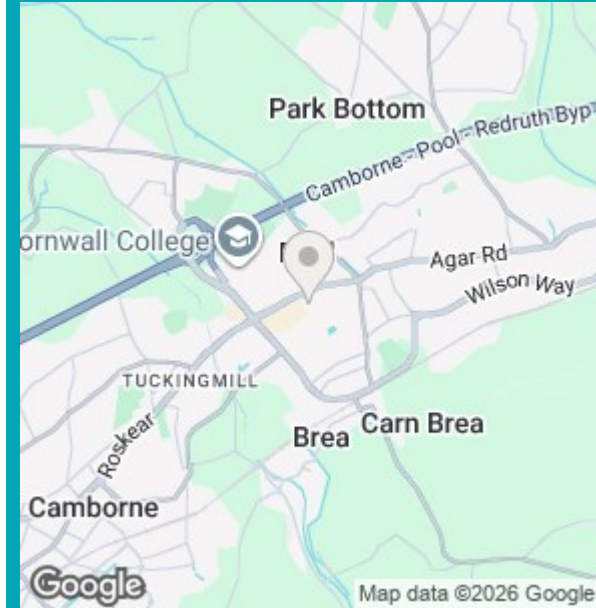 Park Bottom
Camborne - Pool - Redruth Byp
ornwall College
Agar Rd
Wilson Way
TUCKINGMILL
Roskear
Brea
Carn Brea
Camborne
Google
Map data ©2026 Google